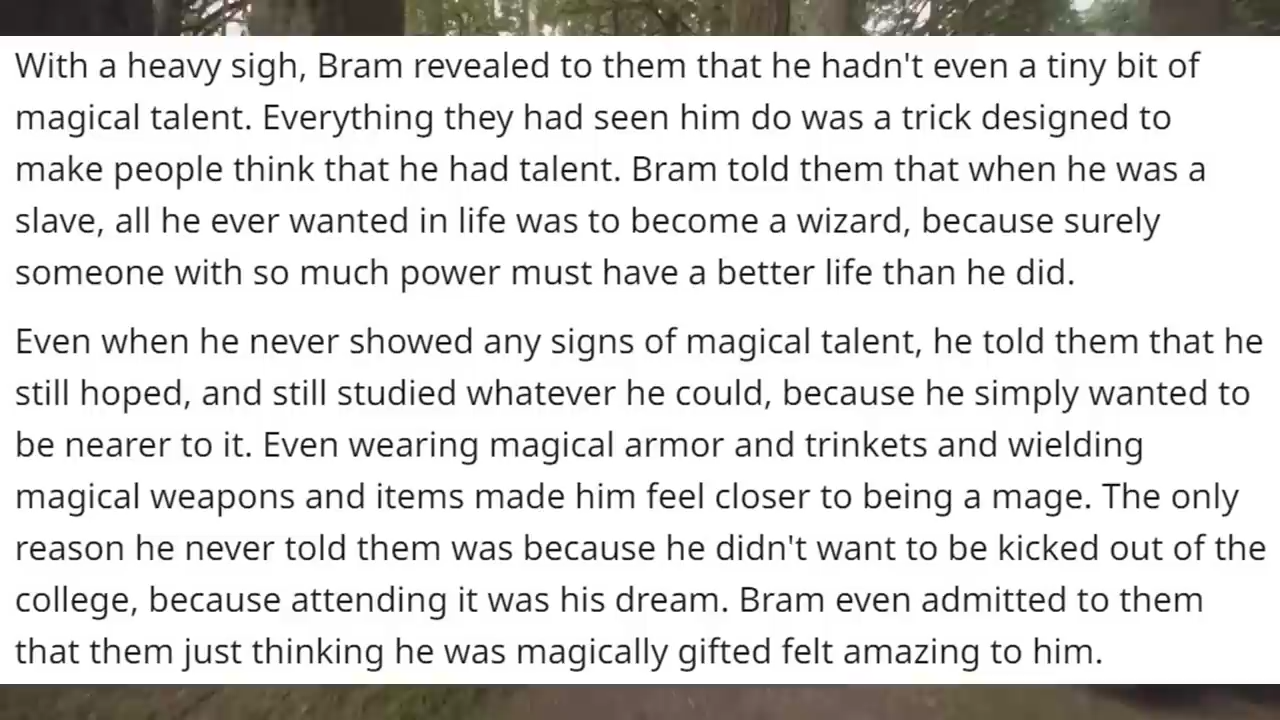 With a heavy sigh, Bram revealed to them that he hadn't even a tiny bit of
magical talent. Everything they had seen him do was a trick designed to
make people think that he had talent. Bram told them that when he was a
slave, all he ever wanted in life was to become a wizard, because surely
someone with so much power must have a better life than he did.
Even when he never showed any signs of magical talent, he told them that he
still hoped, and still studied whatever he could, because he simply wanted to
be nearer to it. Even wearing magical armor and trinkets and wielding
magical weapons and items made him feel closer to being a mage. The only
reason he never told them was because he didn't want to be kicked out of the
college, because attending it was his dream. Bram even admitted to them
that them just thinking he was magically gifted felt amazing to him.